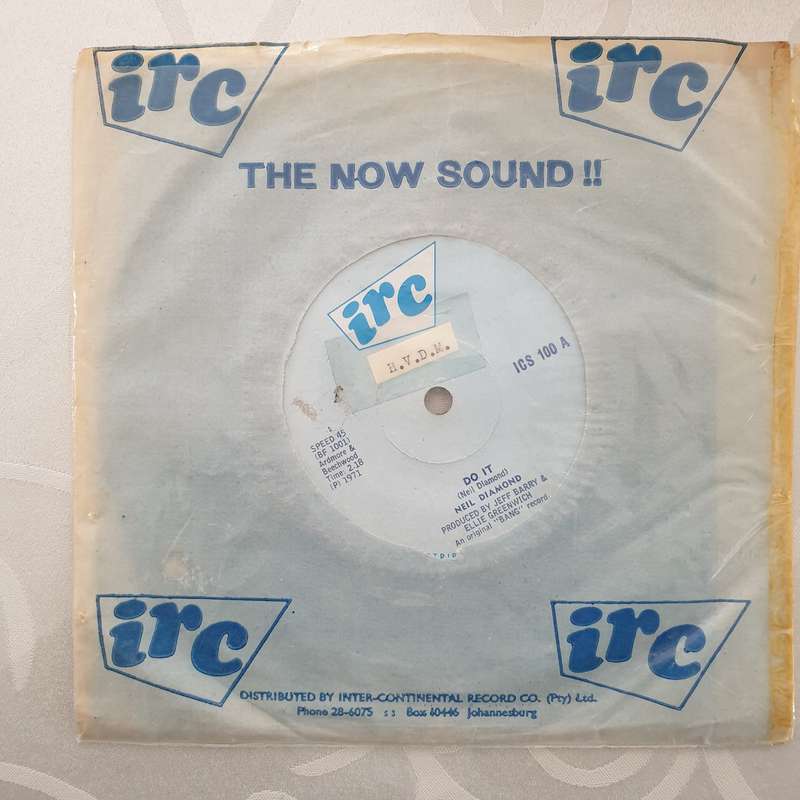 irc
irc
THE NOW SOUND !!
irc
H.V.D.M.
ICS 100 A
SPEED 45
(BF 1001)
Ardmore &
Beechwood
Time: 2.18
(P) 1971
DO IT
(Neil Diamond)
NEIL DIAMOND
PRODUCED BY JEFF BARRY &
ELLIE GREENWICH
An original "BANG" record
irc
irc
DISTRIBUTED BY INTER-CONTINENTAL RECORD CO. (Pty) Ltd.
Phone 28-6075 :: Box 10446 Johannesburg